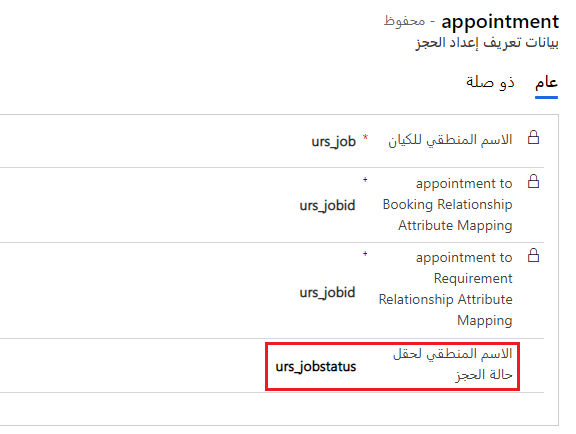 appointment - محفوظ
بيانات تعريف إعداد الحجز
عام ذو صلة
الاسم المنطقي للكيان * urs_job
appointment to +
Booking Relationship urs_jobid
Attribute Mapping
appointment to +
Requirement
Relationship Attribute urs_jobid
Mapping
الاسم المنطقي لحقل
حالة الحجز urs_jobstatus